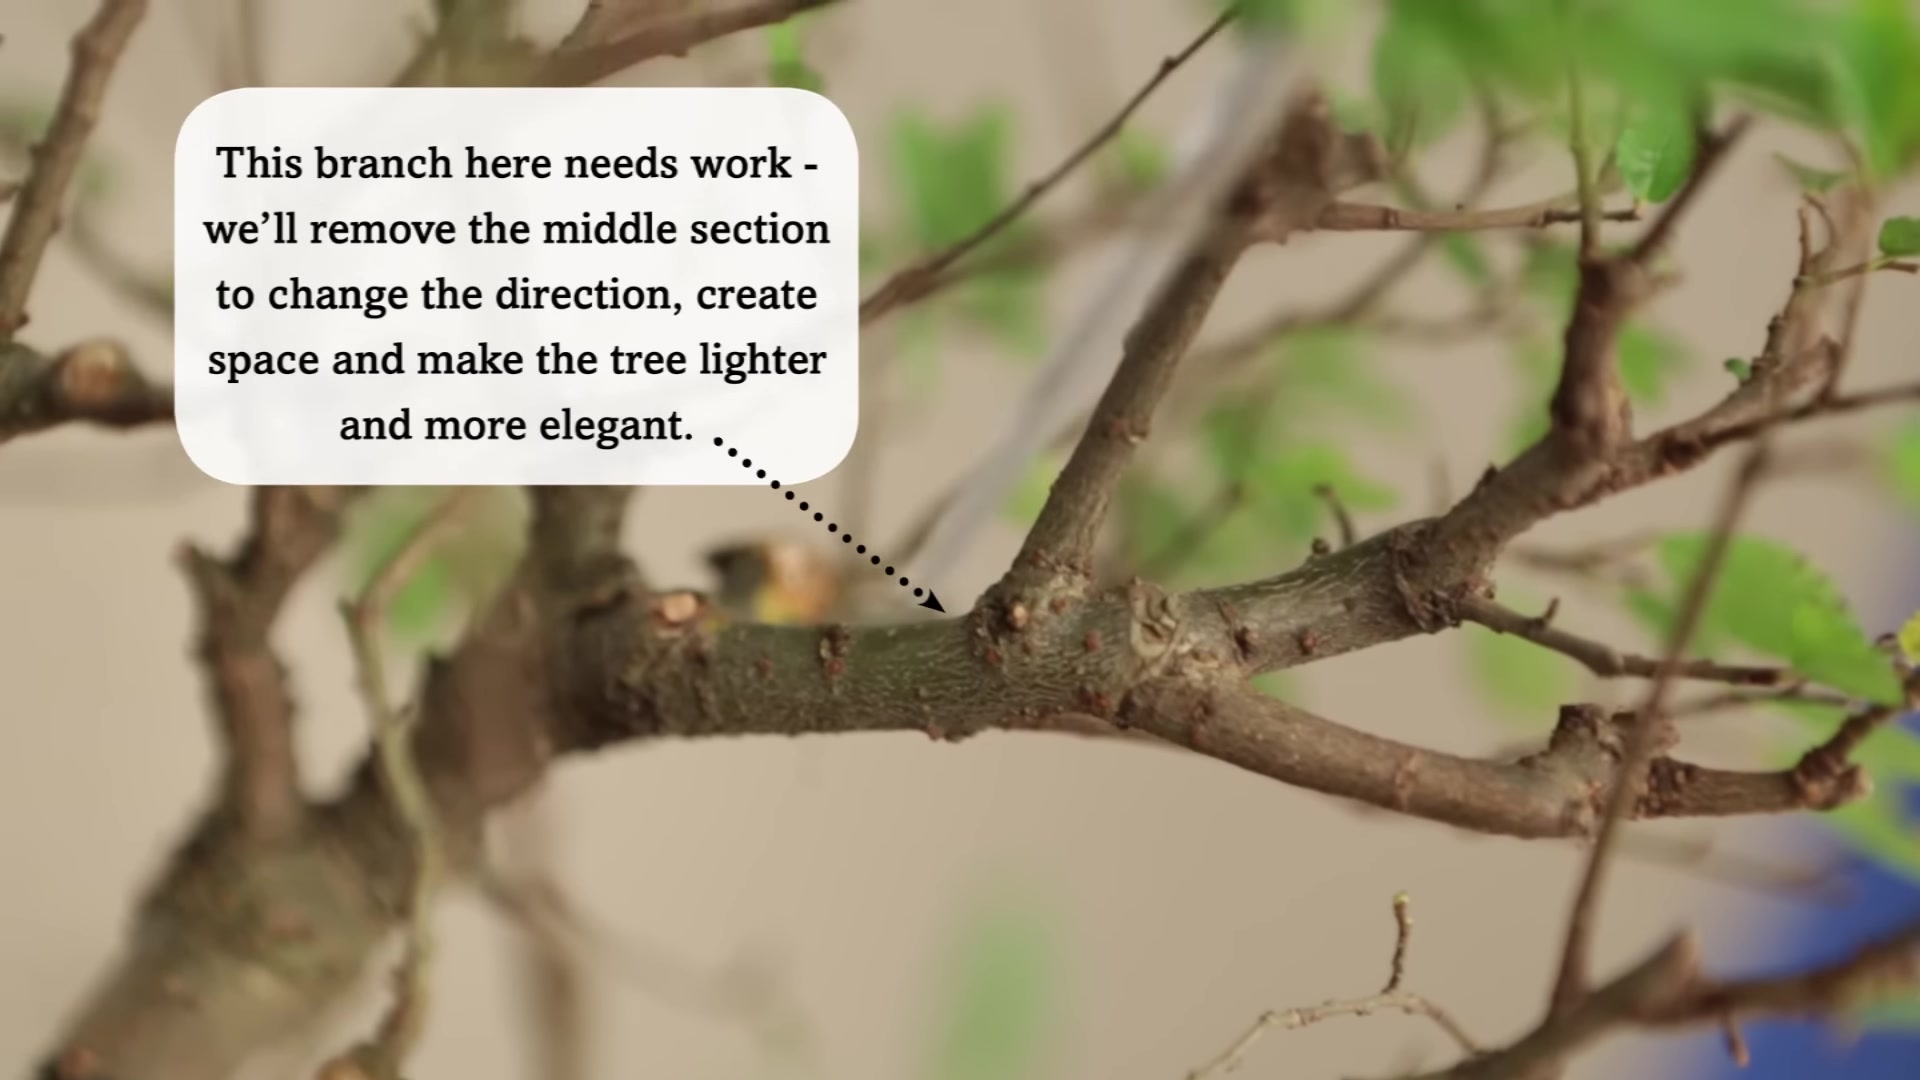 This branch here needs work -
we’ll remove the middle section
to change the direction, create
space and make the tree lighter
and more elegant.